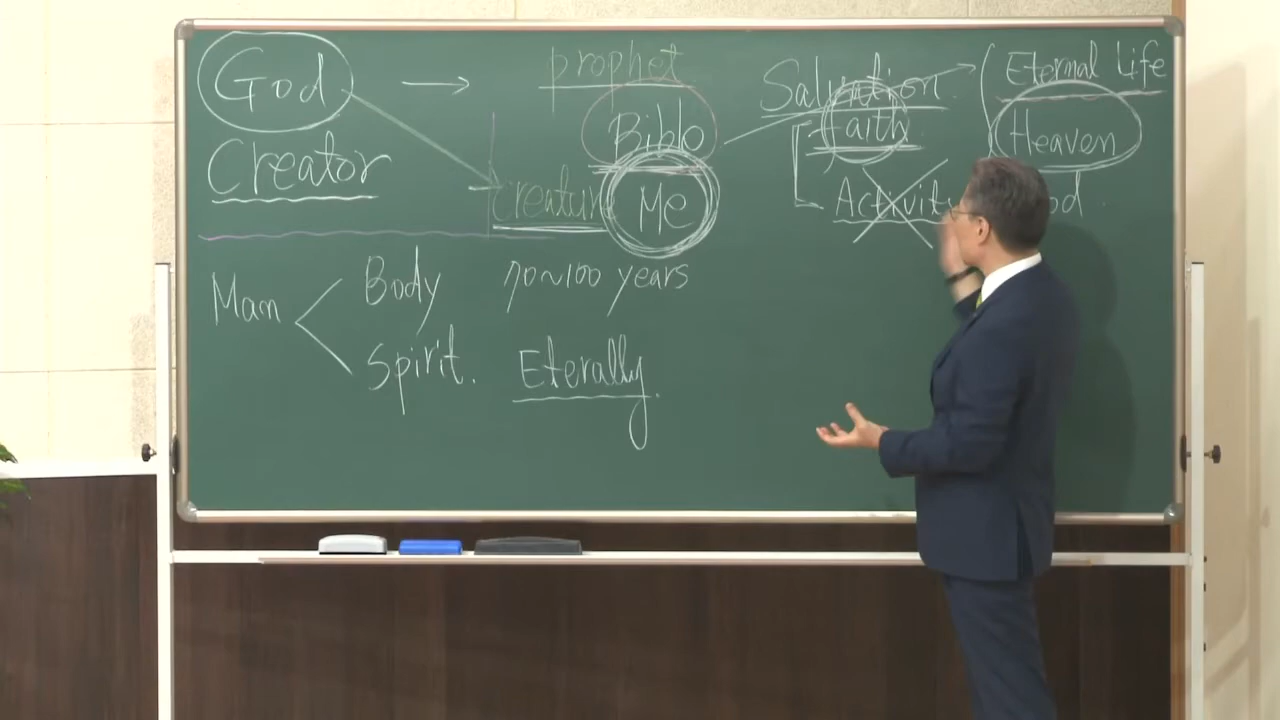 God → prophet
Salvation. Eternal Life
Bible
Faith Heaven
Creator
creature Me
Activity od.
Man
Body 70~100 years
Spirit. Eterally.